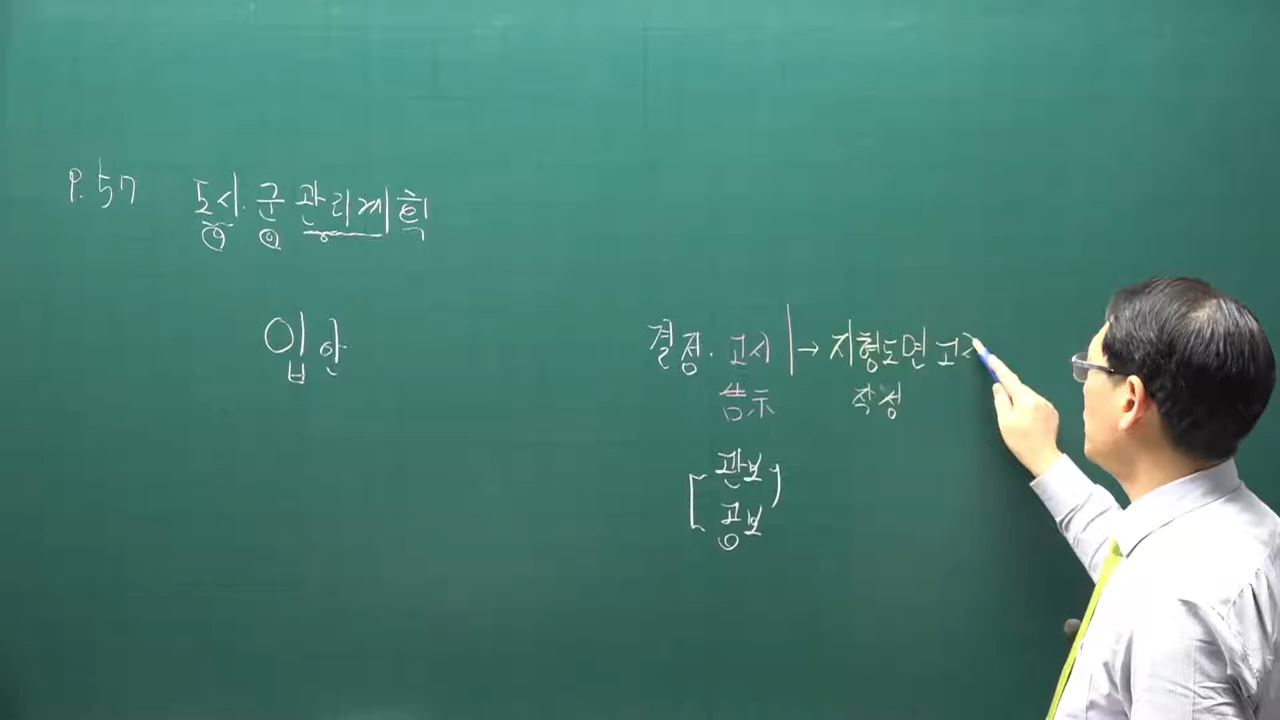 P.57 도시.군관리계획
입안
결정.고시 → 지형도면 고시
告示 작성
관보
공보